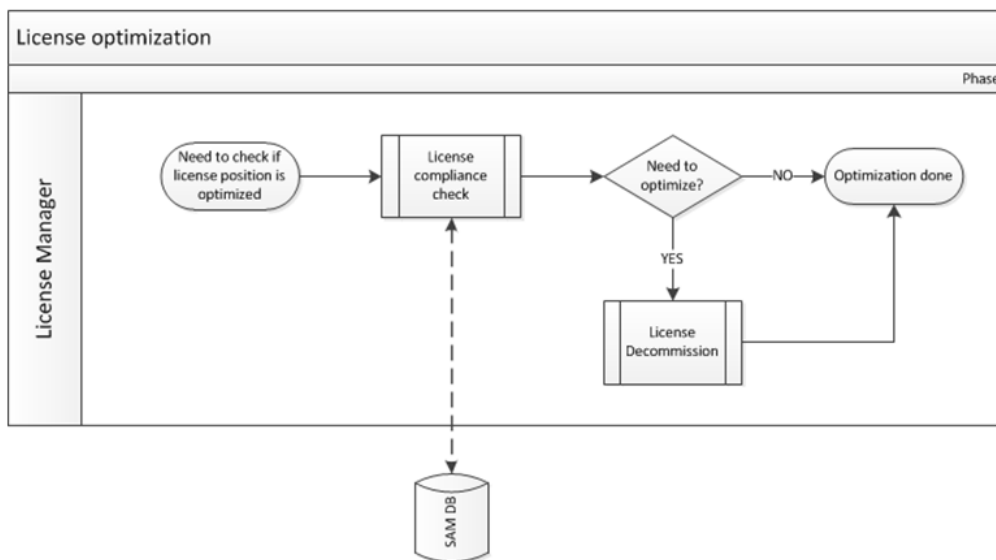 License optimization
Phase
License Manager
Need to check if
license position is
optimized
License
compliance
check
Need to
optimize?
NO
Optimization done
YES
License
Decommission
SAM DB